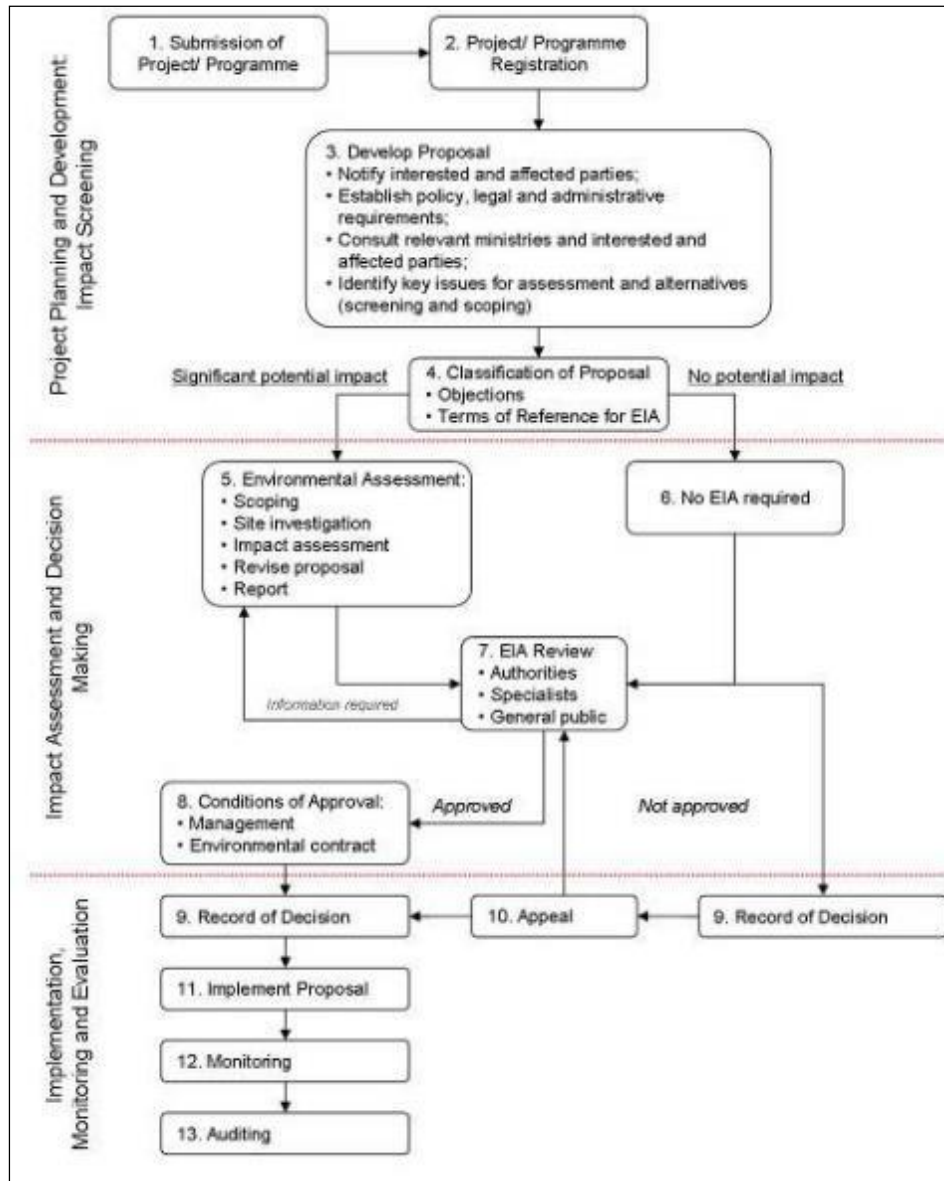 Project Planning and Development:
Impact Screening
1. Submission of
Project/ Programme
2. Project/ Programme
Registration
3. Develop Proposal
• Notify interested and affected parties;
• Establish policy, legal and administrative
requirements;
• Consult relevant ministries and interested and
affected parties;
• Identify key issues for assessment and alternatives
(screening and scoping)
Significant potential impact
4. Classification of Proposal
• Objections
• Terms of Reference for EIA
No potential impact
Impact Assessment and Decision
Making
5. Environmental Assessment:
• Scoping
• Site investigation
• Impact assessment
• Revise proposal
• Report
6. No EIA required
7. EIA Review
• Authorities
• Specialists
• General public
Information required
8. Conditions of Approval:
• Management
• Environmental contract
Approved
Not approved
Implementation,
Monitoring and Evaluation
9. Record of Decision
10. Appeal
9. Record of Decision
11. Implement Proposal
12. Monitoring
13. Auditing